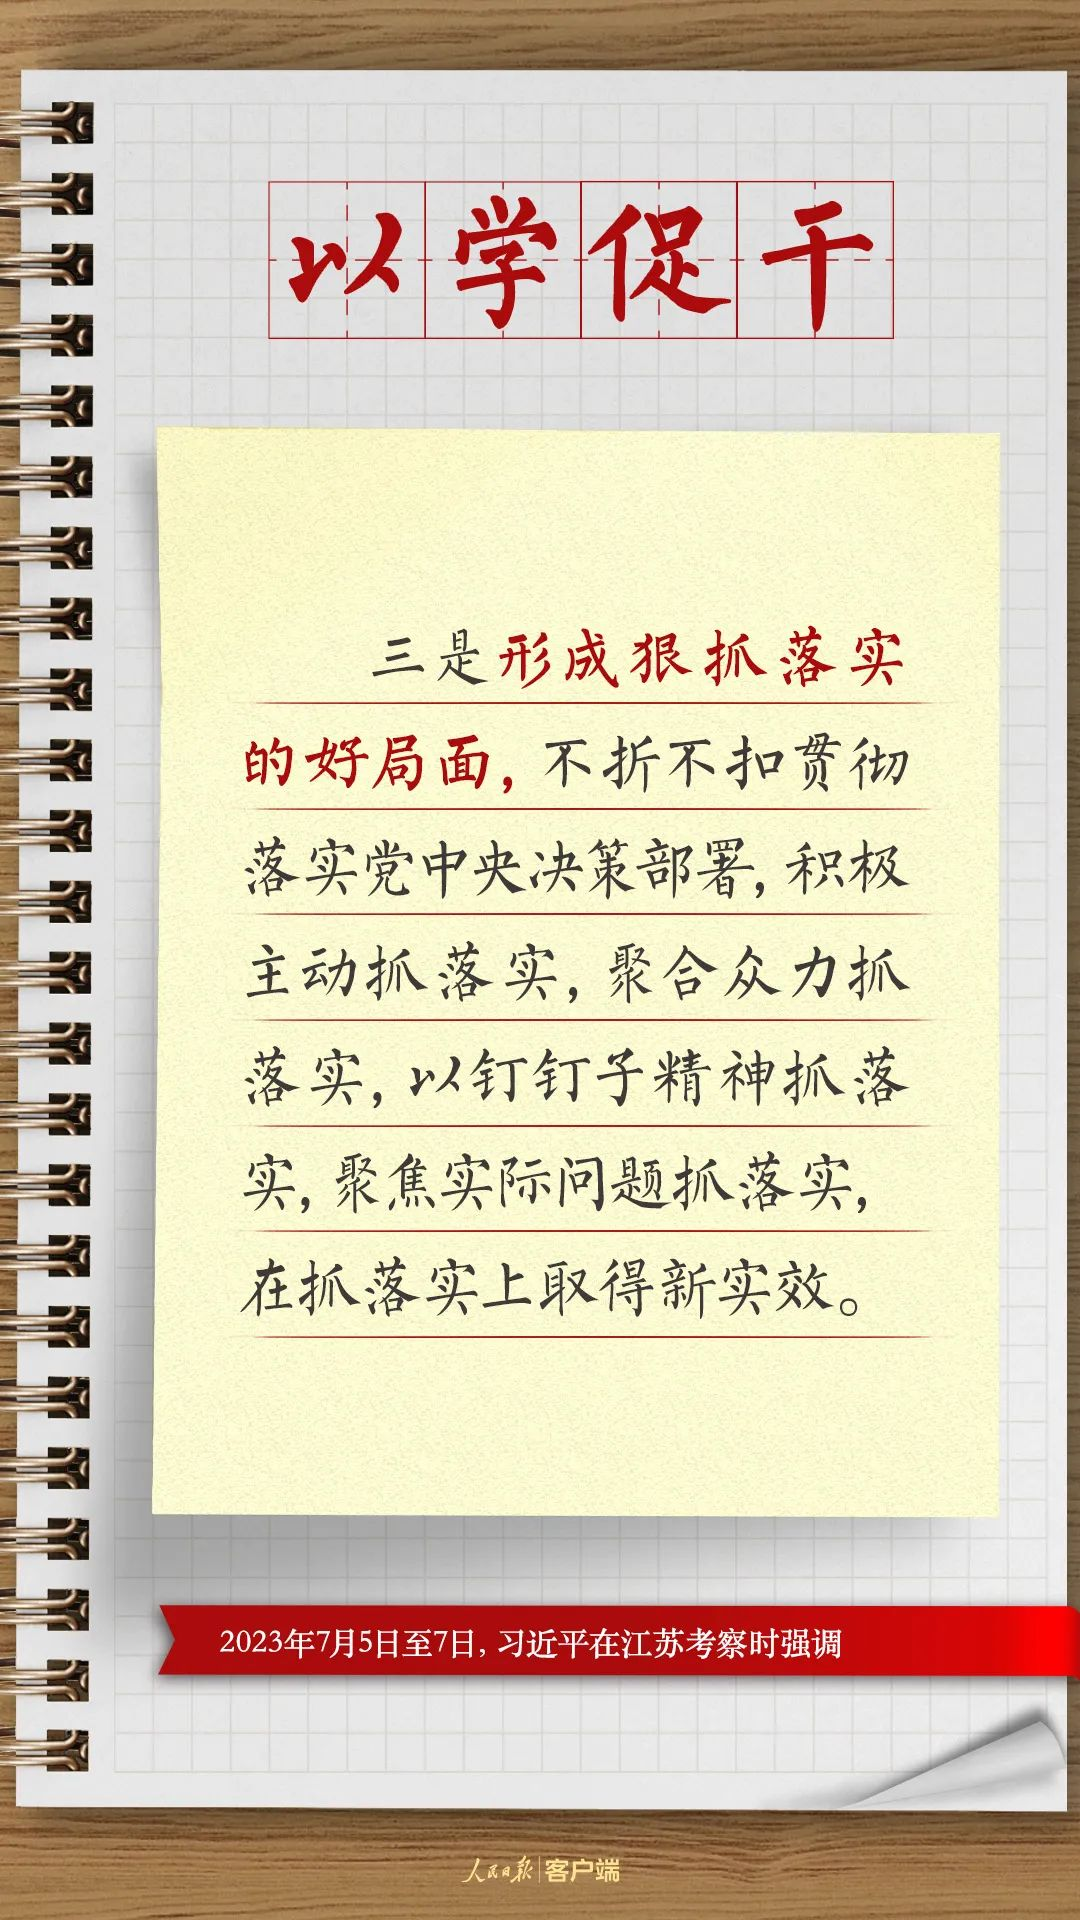 以学促干
三是形成狠抓落实
的好局面，不折不扣贯彻
落实党中央决策部署，积极
主动抓落实，聚合众力抓
落实，以钉钉子精神抓落
实，聚焦实际问题抓落实，
在抓落实上取得新实效。
2023年7月5日至7日，习近平在江苏考察时强调
人民日报|客户端